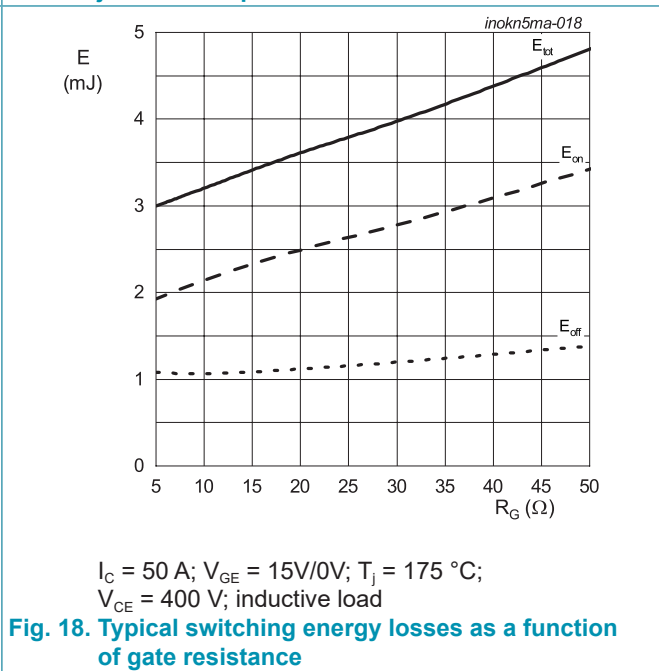 inokn5ma-018
E
(mJ)
5
4
3
2
1
0
E_tot
E_on
E_off
5 10 15 20 25 30 35 40 45 50
R_G (Ω)
I_C = 50 A; V_GE = 15V/0V; T_j = 175 °C;
V_CE = 400 V; inductive load
Fig. 18. Typical switching energy losses as a function
of gate resistance